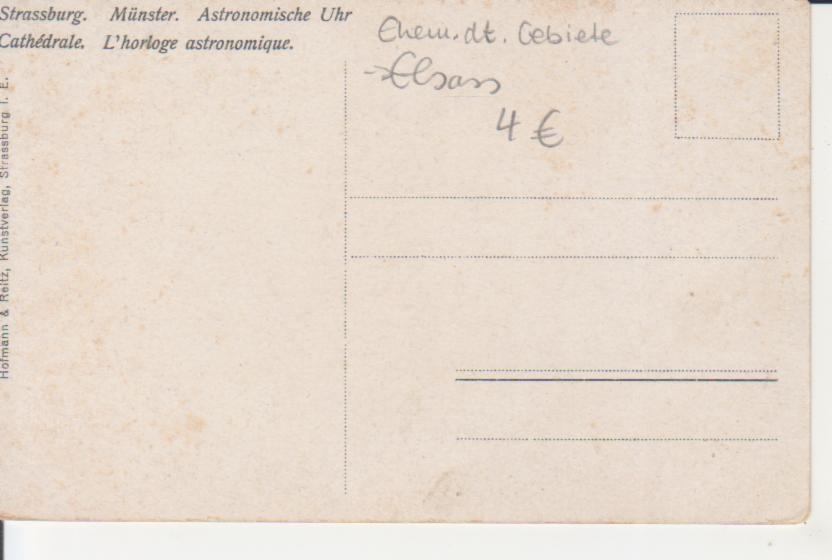 Strassburg. Münster. Astronomische Uhr
Cathédrale. L'horloge astronomique.
Ehem. dt. Gebiete
→Elsass
4 €
Hofmann & Reitz, Kunstverlag, Strassburg i. E.